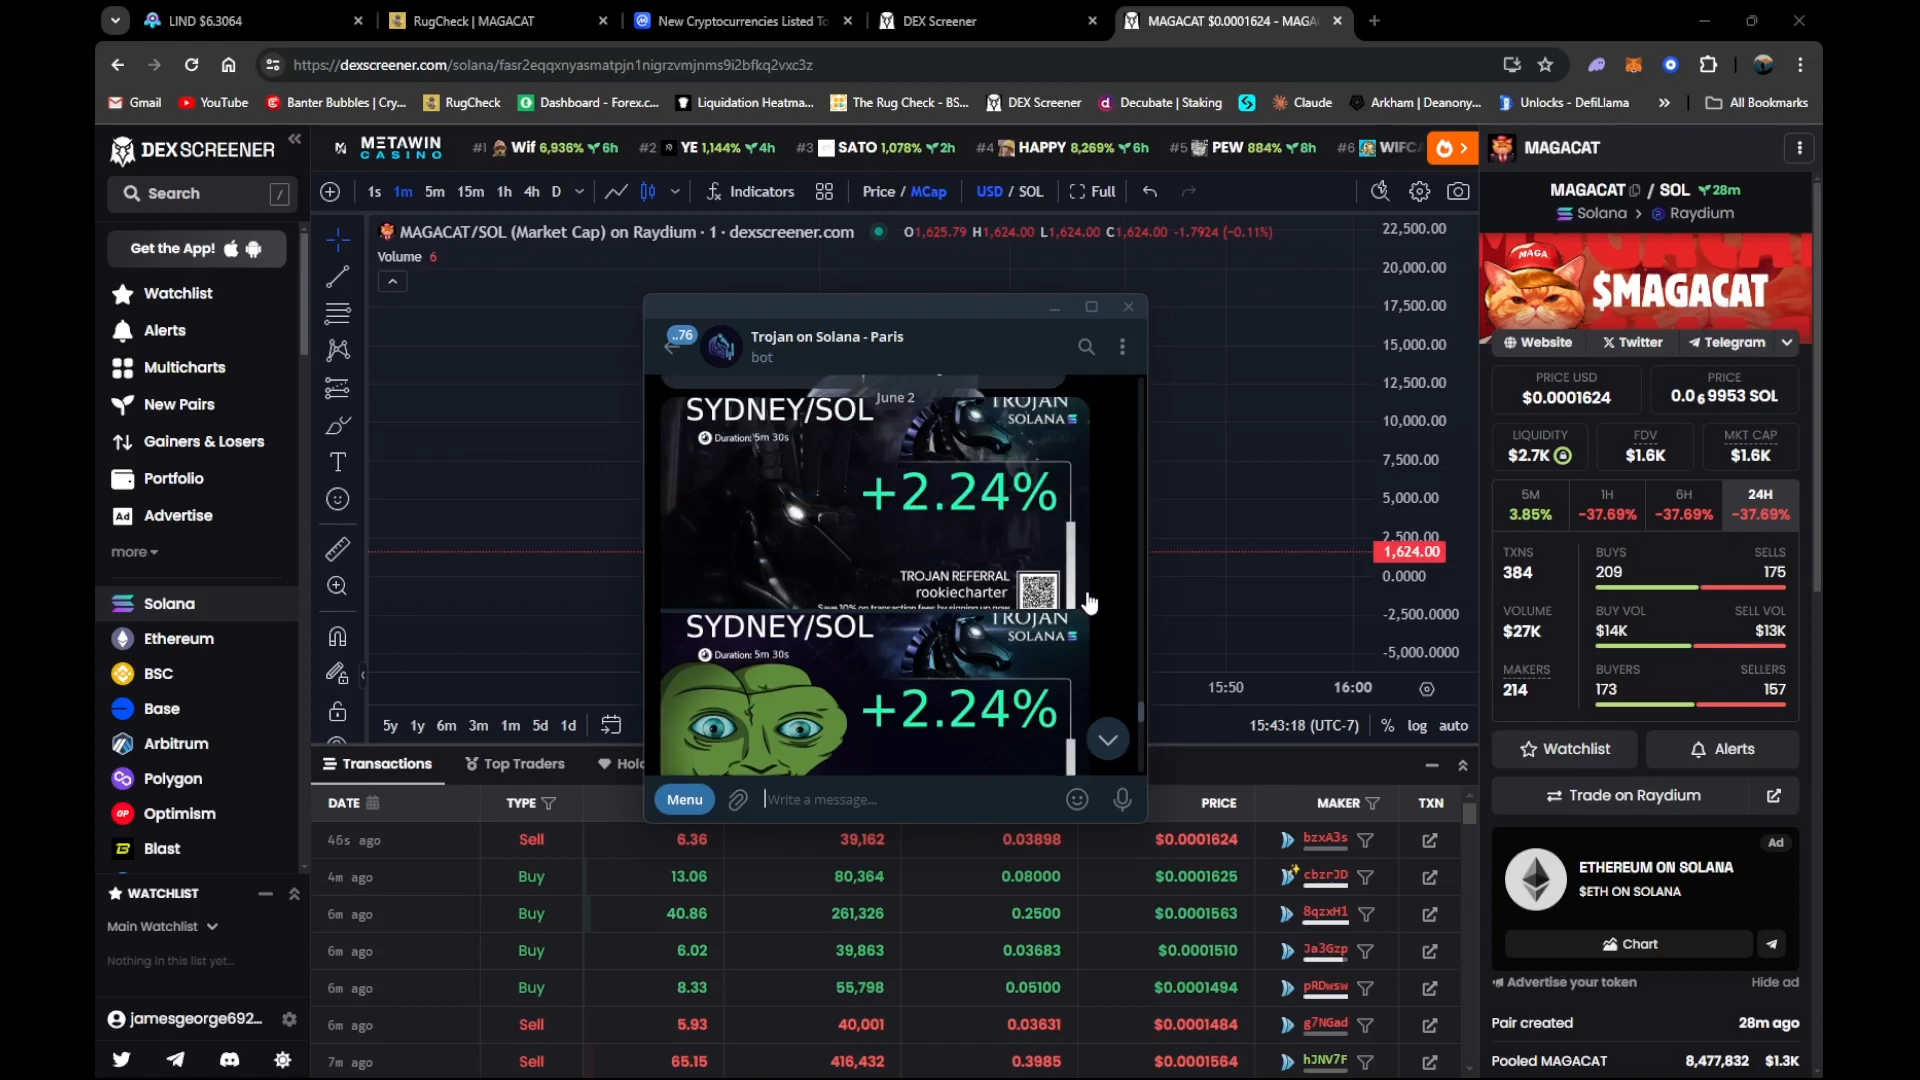 LIND $6.3064
RugCheck | MAGACAT
New Cryptocurrencies Listed To
DEX Screener
MAGACAT $0.0001624 - MAGA
https://dexscreener.com/solana/fasr2eqqxnyasmatpjn1nigrzvmjnms9i2bfkq2vxc3z
Gmail
YouTube
Banter Bubbles | Cry...
RugCheck
Dashboard - Forex.c...
Liquidation Heatma...
The Rug Check - BS...
DEX Screener
Decubate | Staking
Claude
Arkham | Deanony...
Unlocks - DefiLlama
All Bookmarks
DEXSCREENER
METAWIN
CASINO
#1 Wif 6,936% 6h
#2 YE 1,144% 4h
#3 SATO 1,078% 2h
#4 HAPPY 8,269% 6h
#5 PEW 884% 8h
#6 WIFC
MAGACAT
Search /
1s 1m 5m 15m 1h 4h D
Indicators
Price / MCap
USD / SOL
Full
MAGACAT / SOL 28m
Solana > Raydium
Get the App!
Watchlist
Alerts
Multicharts
New Pairs
Gainers & Losers
Portfolio
Ad Advertise
more
Solana
Ethereum
BSC
Base
Arbitrum
Polygon
OP Optimism
Blast
WATCHLIST
Main Watchlist
Nothing in this list yet...
jamesgeorge692...
MAGACAT/SOL (Market Cap) on Raydium · 1 · dexscreener.com
O1,625.79 H1,624.00 L1,624.00 C1,624.00 -1.7924 (-0.11%)
Volume 6
22,500.00
20,000.00
17,500.00
15,000.00
12,500.00
10,000.00
7,500.00
5,000.00
2,500.00
1,624.00
0.0000
-2,500.0000
-5,000.0000
15:50
16:00
5y 1y 6m 3m 1m 5d 1d
15:43:18 (UTC-7)
% log auto
..76
Trojan on Solana - Paris
bot
June 2
SYDNEY/SOL
TROJAN
SOLANA
Duration: 5m 30s
+2.24%
TROJAN REFERRAL
rookiecharter
Save 10% on transaction fees by signing up now
SYDNEY/SOL
TROJAN
SOLANA
Duration: 5m 30s
+2.24%
Menu
Write a message...
Transactions
Top Traders
Hol
DATE TYPE PRICE MAKER TXN
46s ago Sell 6.36 39,162 0.03898 $0.0001624 bzxA3s
4m ago Buy 13.06 80,364 0.08000 $0.0001625 cbzrJD
6m ago Buy 40.86 261,326 0.2500 $0.0001563 8qzxH1
6m ago Buy 6.02 39,863 0.03683 $0.0001510 Ja3Gzp
6m ago Buy 8.33 55,798 0.05100 $0.0001494 pRDwsw
6m ago Sell 5.93 40,001 0.03631 $0.0001484 g7NGad
7m ago Sell 65.15 416,432 0.3985 $0.0001564 hJNV7F
MAGA
$MAGACAT
Website
Twitter
Telegram
PRICE USD
$0.0001624
PRICE
0.0₆9953 SOL
LIQUIDITY
$2.7K
FDV
$1.6K
MKT CAP
$1.6K
5M
3.85%
1H
-37.69%
6H
-37.69%
24H
-37.69%
TXNS
384
BUYS
209
SELLS
175
VOLUME
$27K
BUY VOL
$14K
SELL VOL
$13K
MAKERS
214
BUYERS
173
SELLERS
157
Watchlist
Alerts
Trade on Raydium
Ad
ETHEREUM ON SOLANA
$ETH ON SOLANA
Chart
Advertise your token
Hide ad
Pair created 28m ago
Pooled MAGACAT 8,477,832 $1.3K